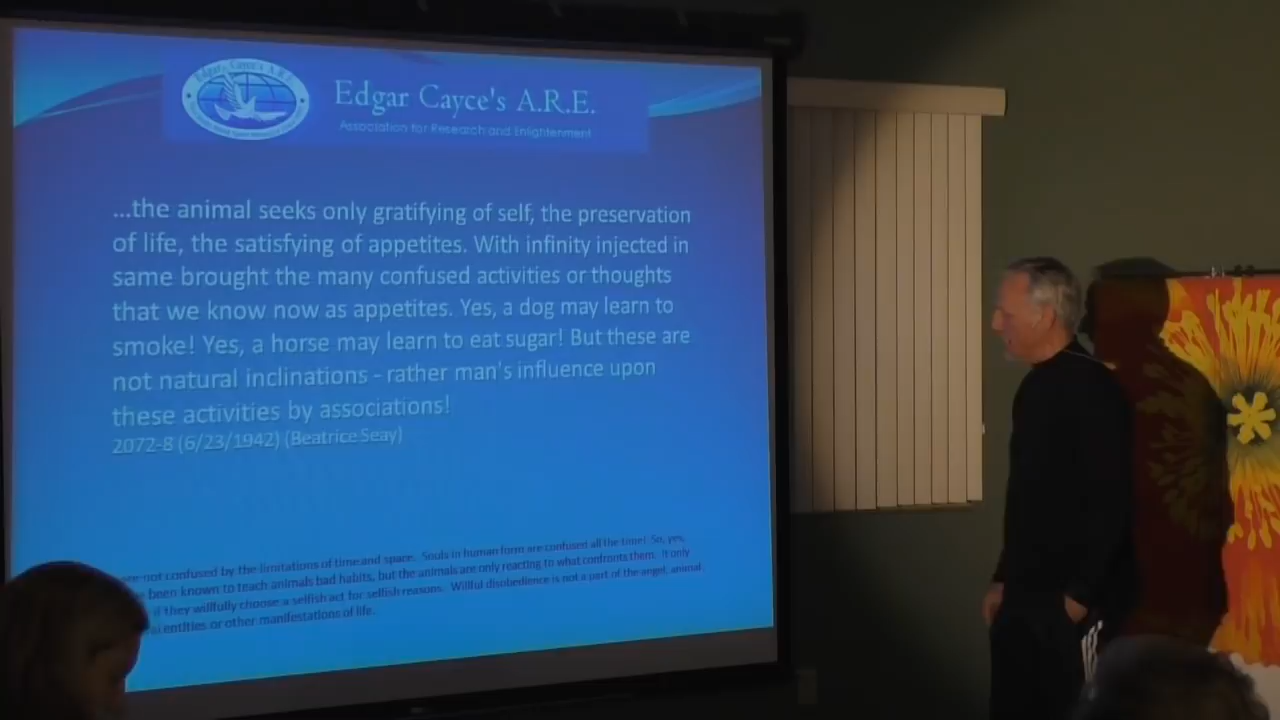 Edgar Cayce's A.R.E.
Edgar Cayce's A.R.E.
Association for Research and Enlightenment
...the animal seeks only gratifying of self, the preservation
of life, the satisfying of appetites. With infinity injected in
same brought the many confused activities or thoughts
that we know now as appetites. Yes, a dog may learn to
smoke! Yes, a horse may learn to eat sugar! But these are
not natural inclinations - rather man's influence upon
these activities by associations!
2072-8 (6/23/1942) (Beatrice Seay)
are not confused by the limitations of time and space. Souls in human form are confused all the time! So, yes,
been known to teach animals bad habits, but the animals are only reacting to what confronts them. It only
if they willfully choose a selfish act for selfish reasons. Willful disobedience is not a part of the angel, animal,
entities or other manifestations of life.